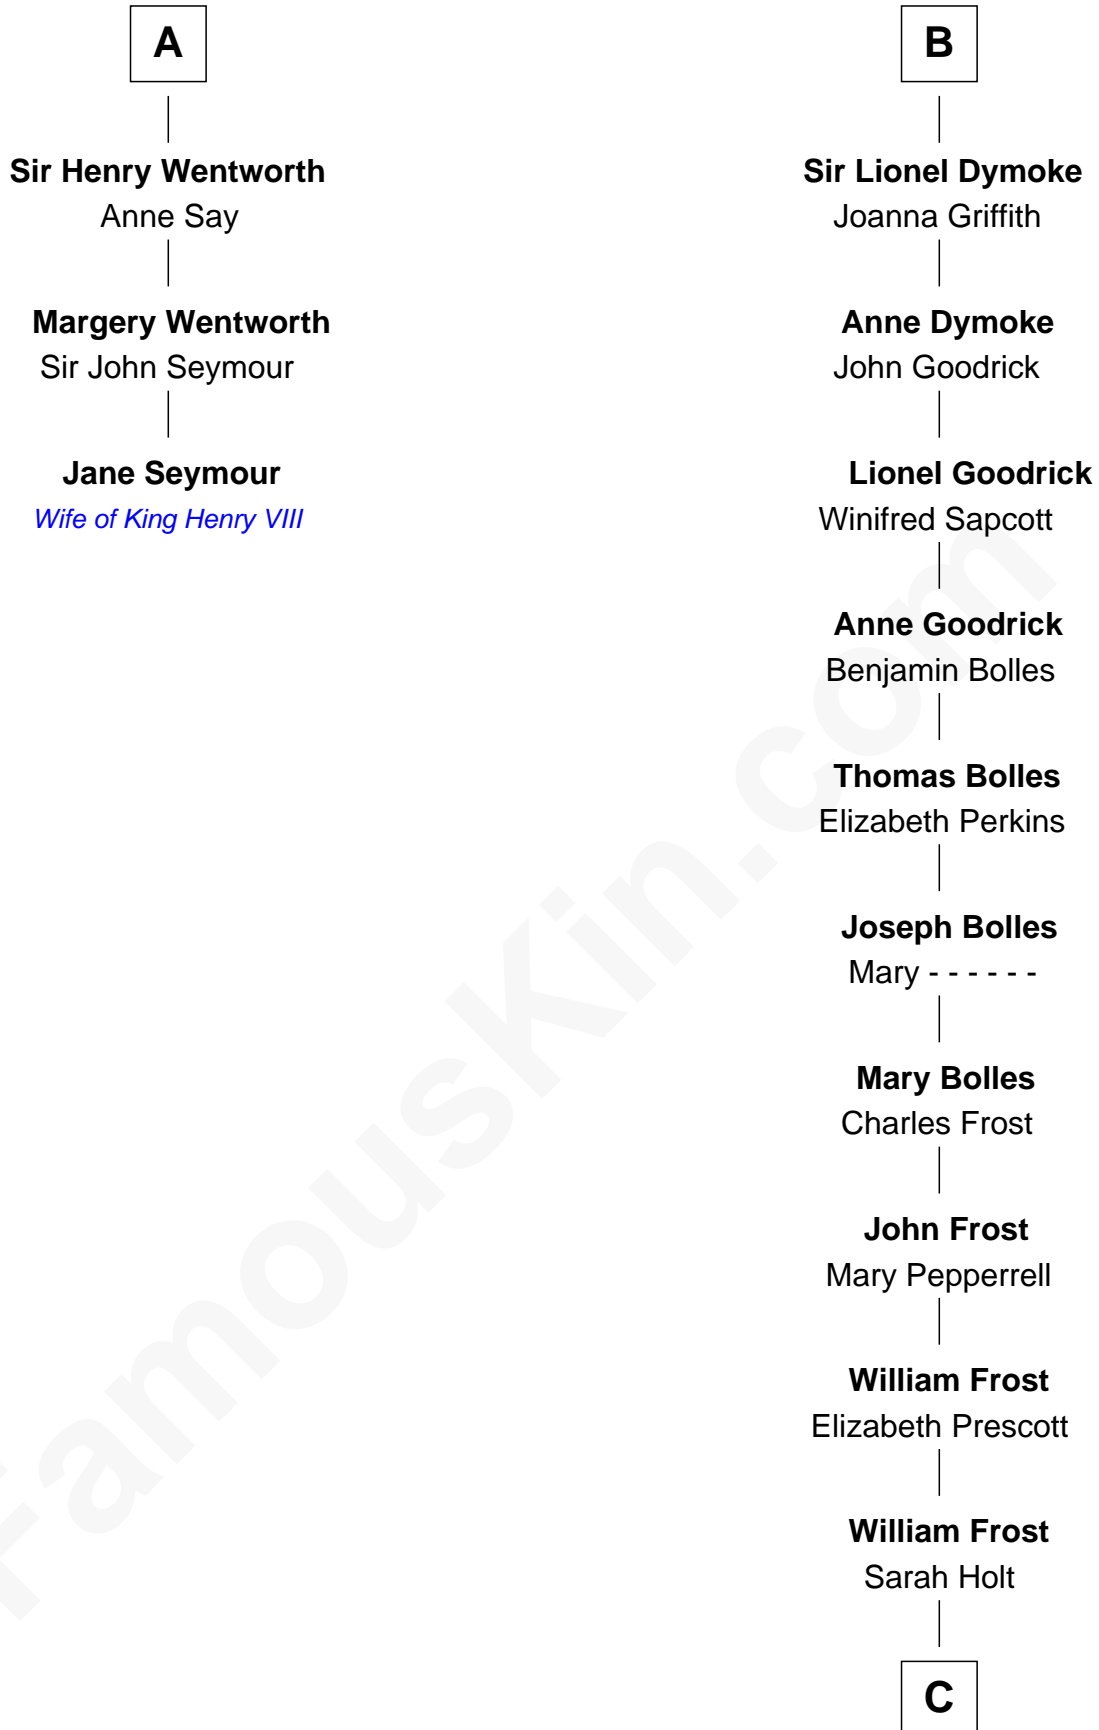 A
Sir Henry Wentworth
Anne Say
Margery Wentworth
Sir John Seymour
Jane Seymour
Wife of King Henry VIII
B
Sir Lionel Dymoke
Joanna Griffith
Anne Dymoke
John Goodrick
Lionel Goodrick
Winifred Sapcott
Anne Goodrick
Benjamin Bolles
Thomas Bolles
Elizabeth Perkins
Joseph Bolles
Mary - - - - - -
Mary Bolles
Charles Frost
John Frost
Mary Pepperrell
William Frost
Elizabeth Prescott
William Frost
Sarah Holt
C
FamousKin.com